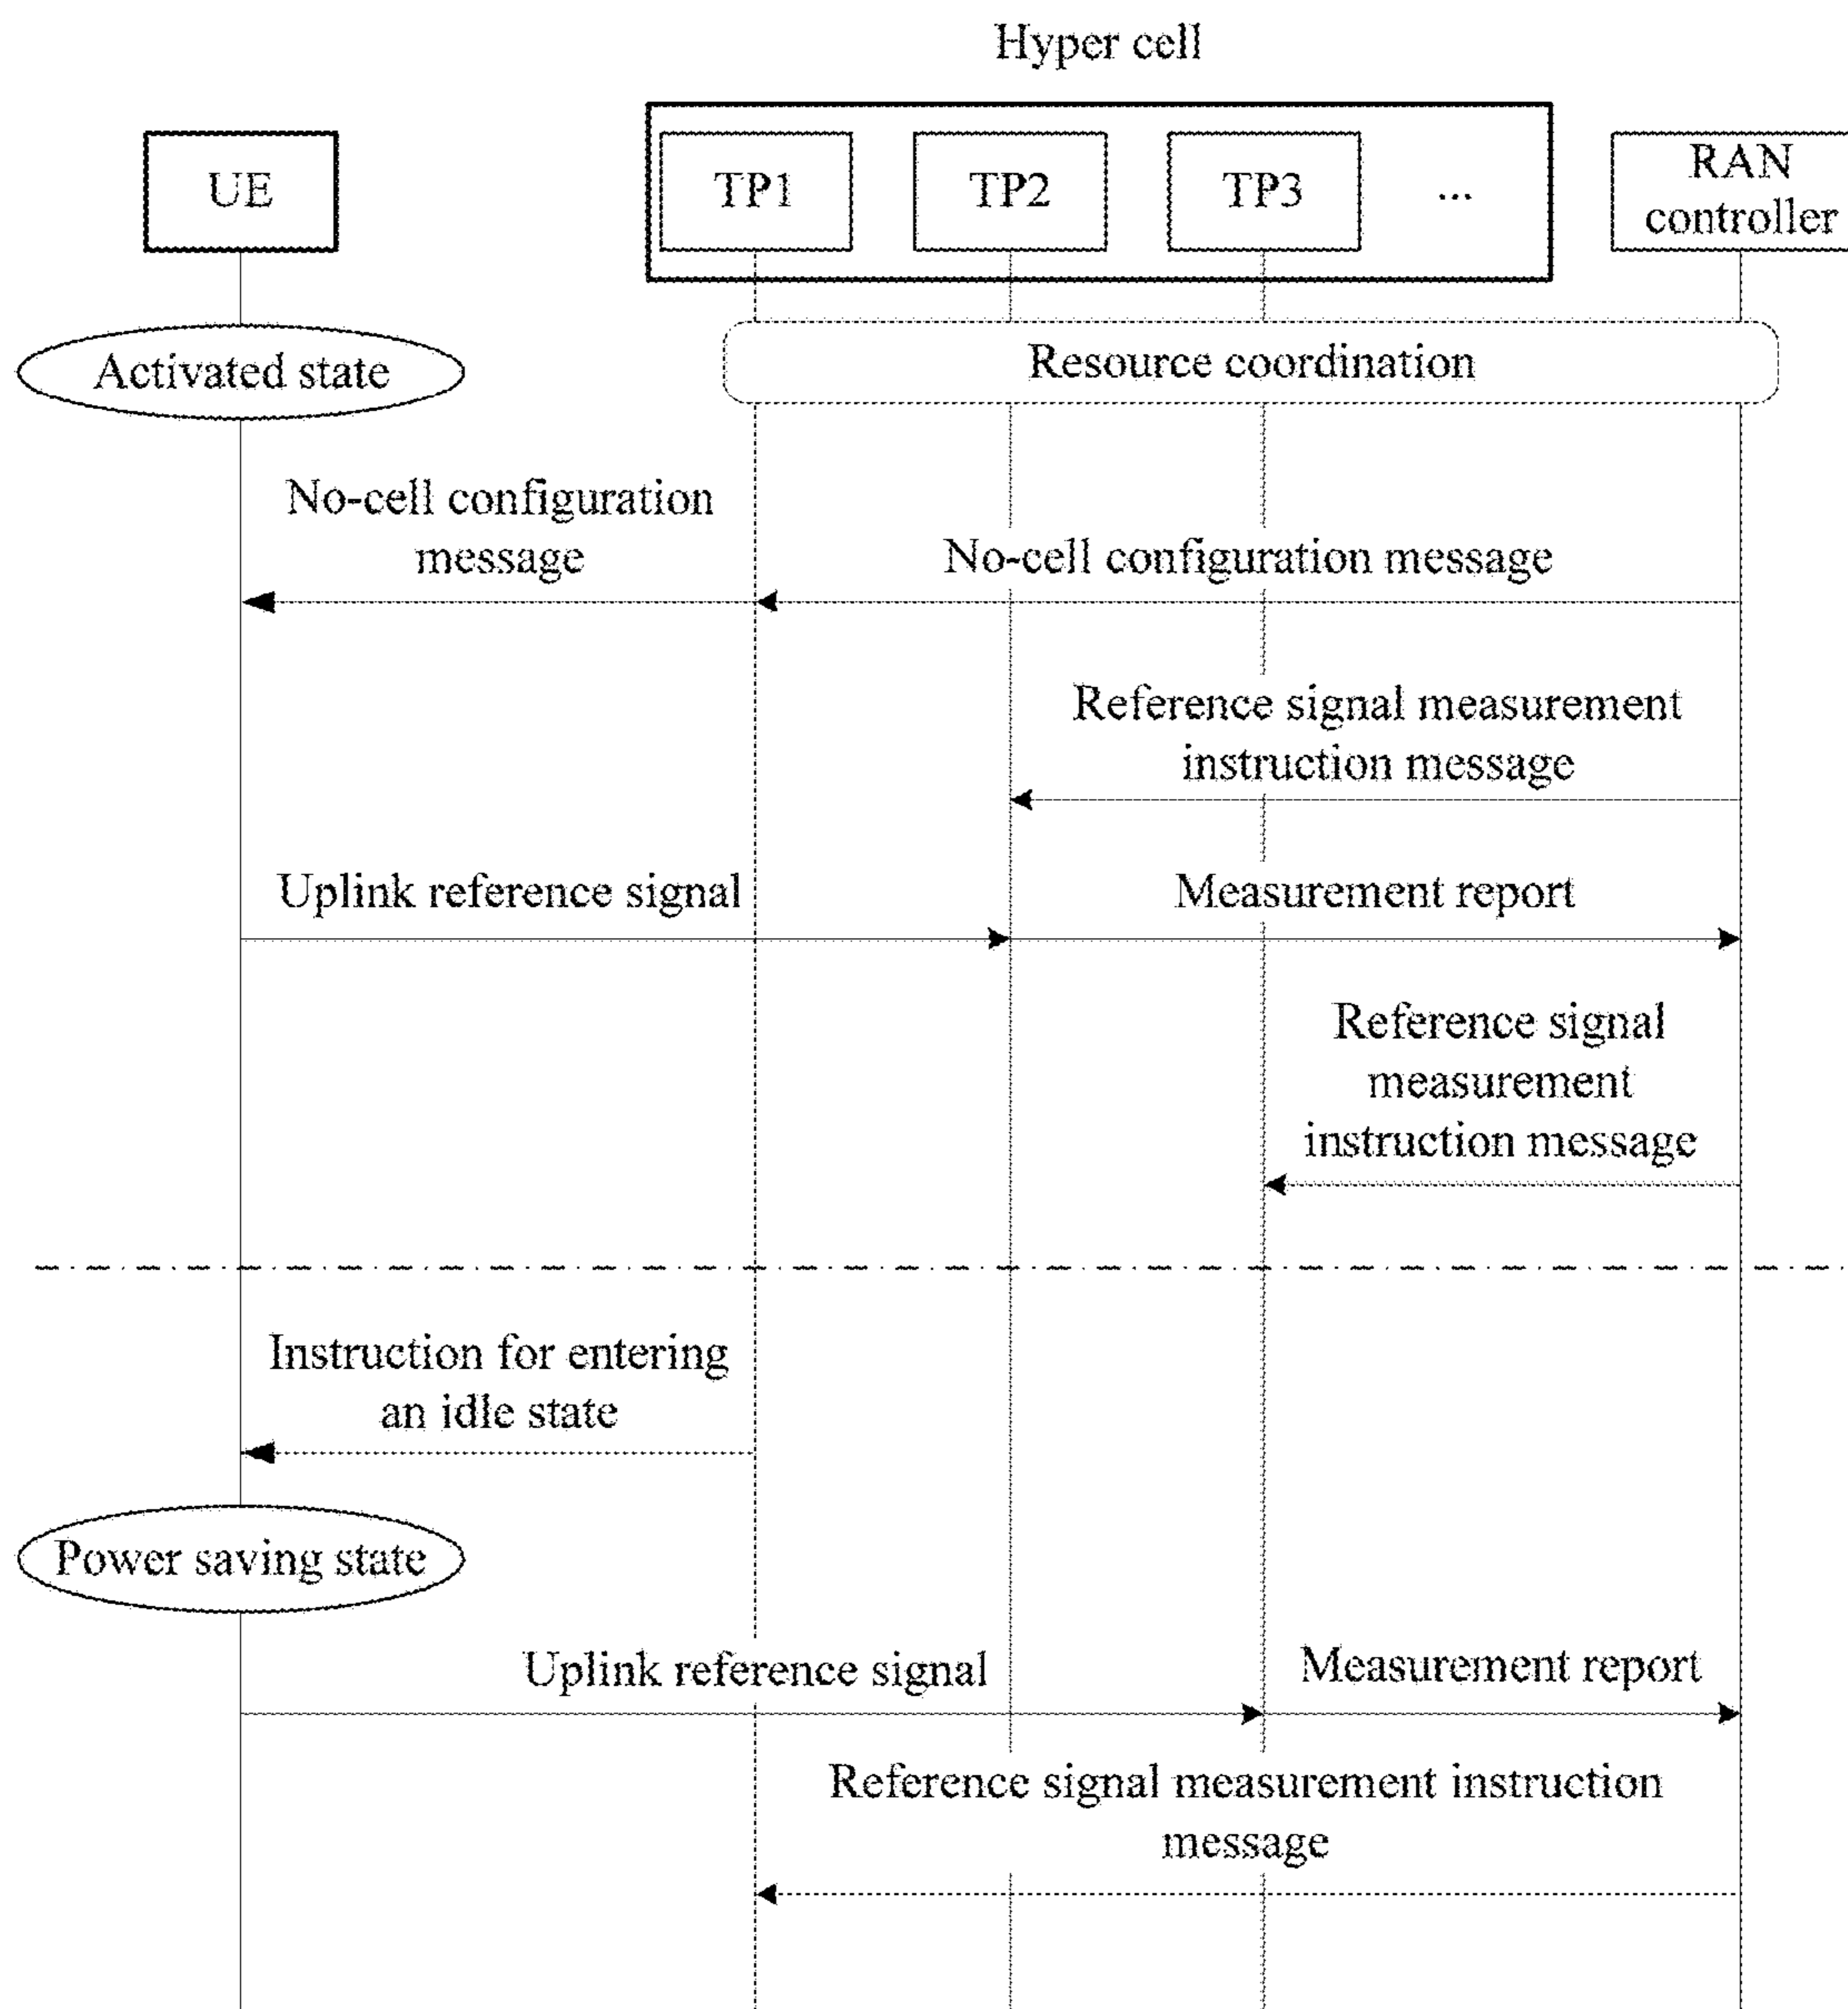 Hyper cell
UE
TP1
TP2
TP3
...
RAN
controller
Activated state
Resource coordination
No-cell configuration
message
No-cell configuration message
Reference signal measurement
instruction message
Uplink reference signal
Measurement report
Reference signal
measurement
instruction message
Instruction for entering
an idle state
Power saving state
Uplink reference signal
Measurement report
Reference signal measurement instruction
message